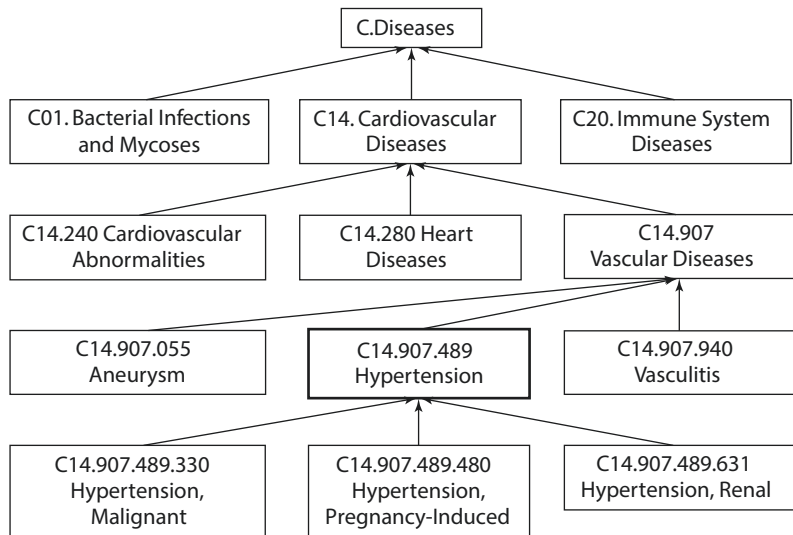 C.Diseases
C01. Bacterial Infections
and Mycoses
C14. Cardiovascular
Diseases
C20. Immune System
Diseases
C14.240 Cardiovascular
Abnormalities
C14.280 Heart
Diseases
C14.907
Vascular Diseases
C14.907.055
Aneurysm
C14.907.489
Hypertension
C14.907.940
Vasculitis
C14.907.489.330
Hypertension,
Malignant
C14.907.489.480
Hypertension,
Pregnancy-Induced
C14.907.489.631
Hypertension, Renal